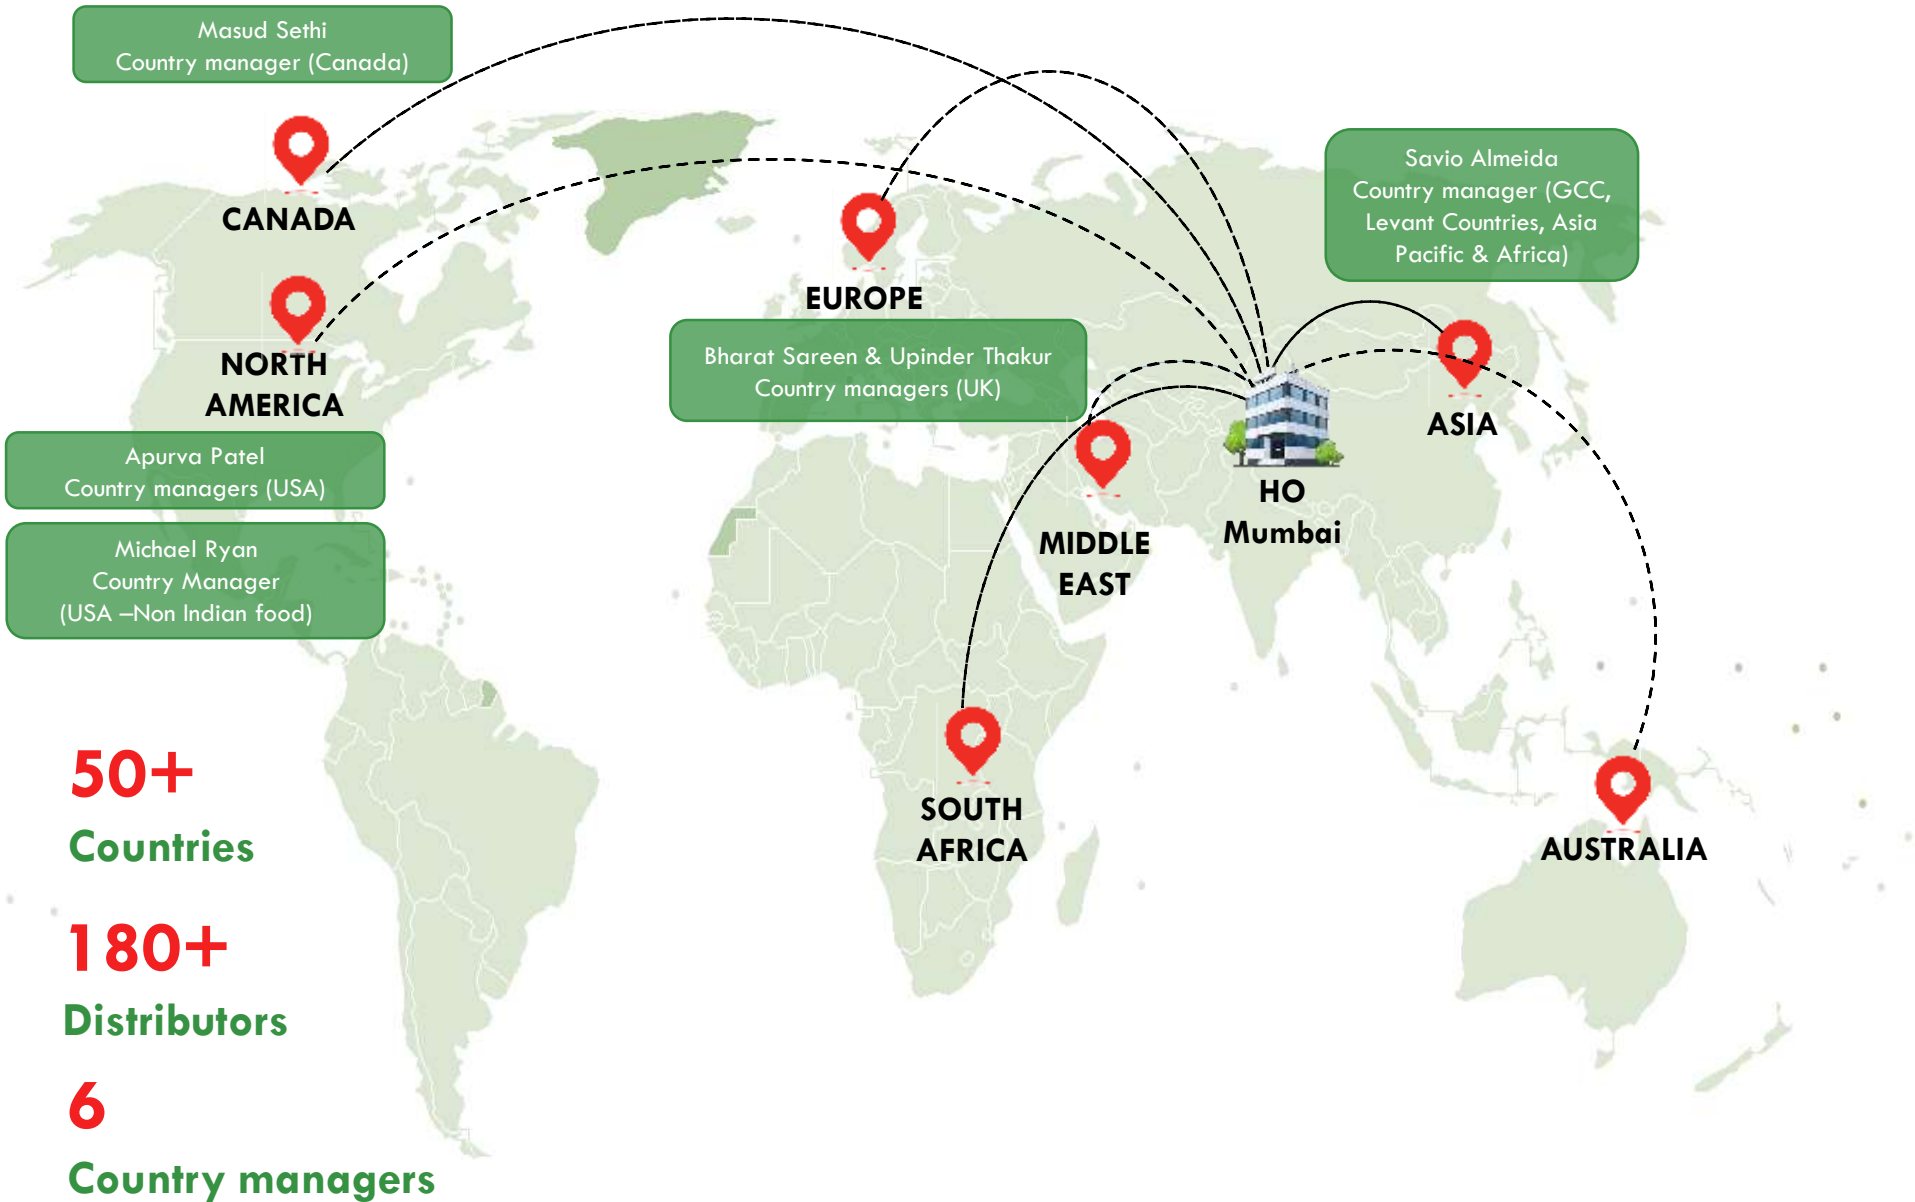 Masud Sethi
Country manager (Canada)
CANADA
NORTH
AMERICA
Apurva Patel
Country managers (USA)
Michael Ryan
Country Manager
(USA –Non Indian food)
EUROPE
Bharat Sareen & Upinder Thakur
Country managers (UK)
Savio Almeida
Country manager (GCC,
Levant Countries, Asia
Pacific & Africa)
ASIA
HO
Mumbai
MIDDLE
EAST
SOUTH
AFRICA
AUSTRALIA
50+
Countries
180+
Distributors
6
Country managers